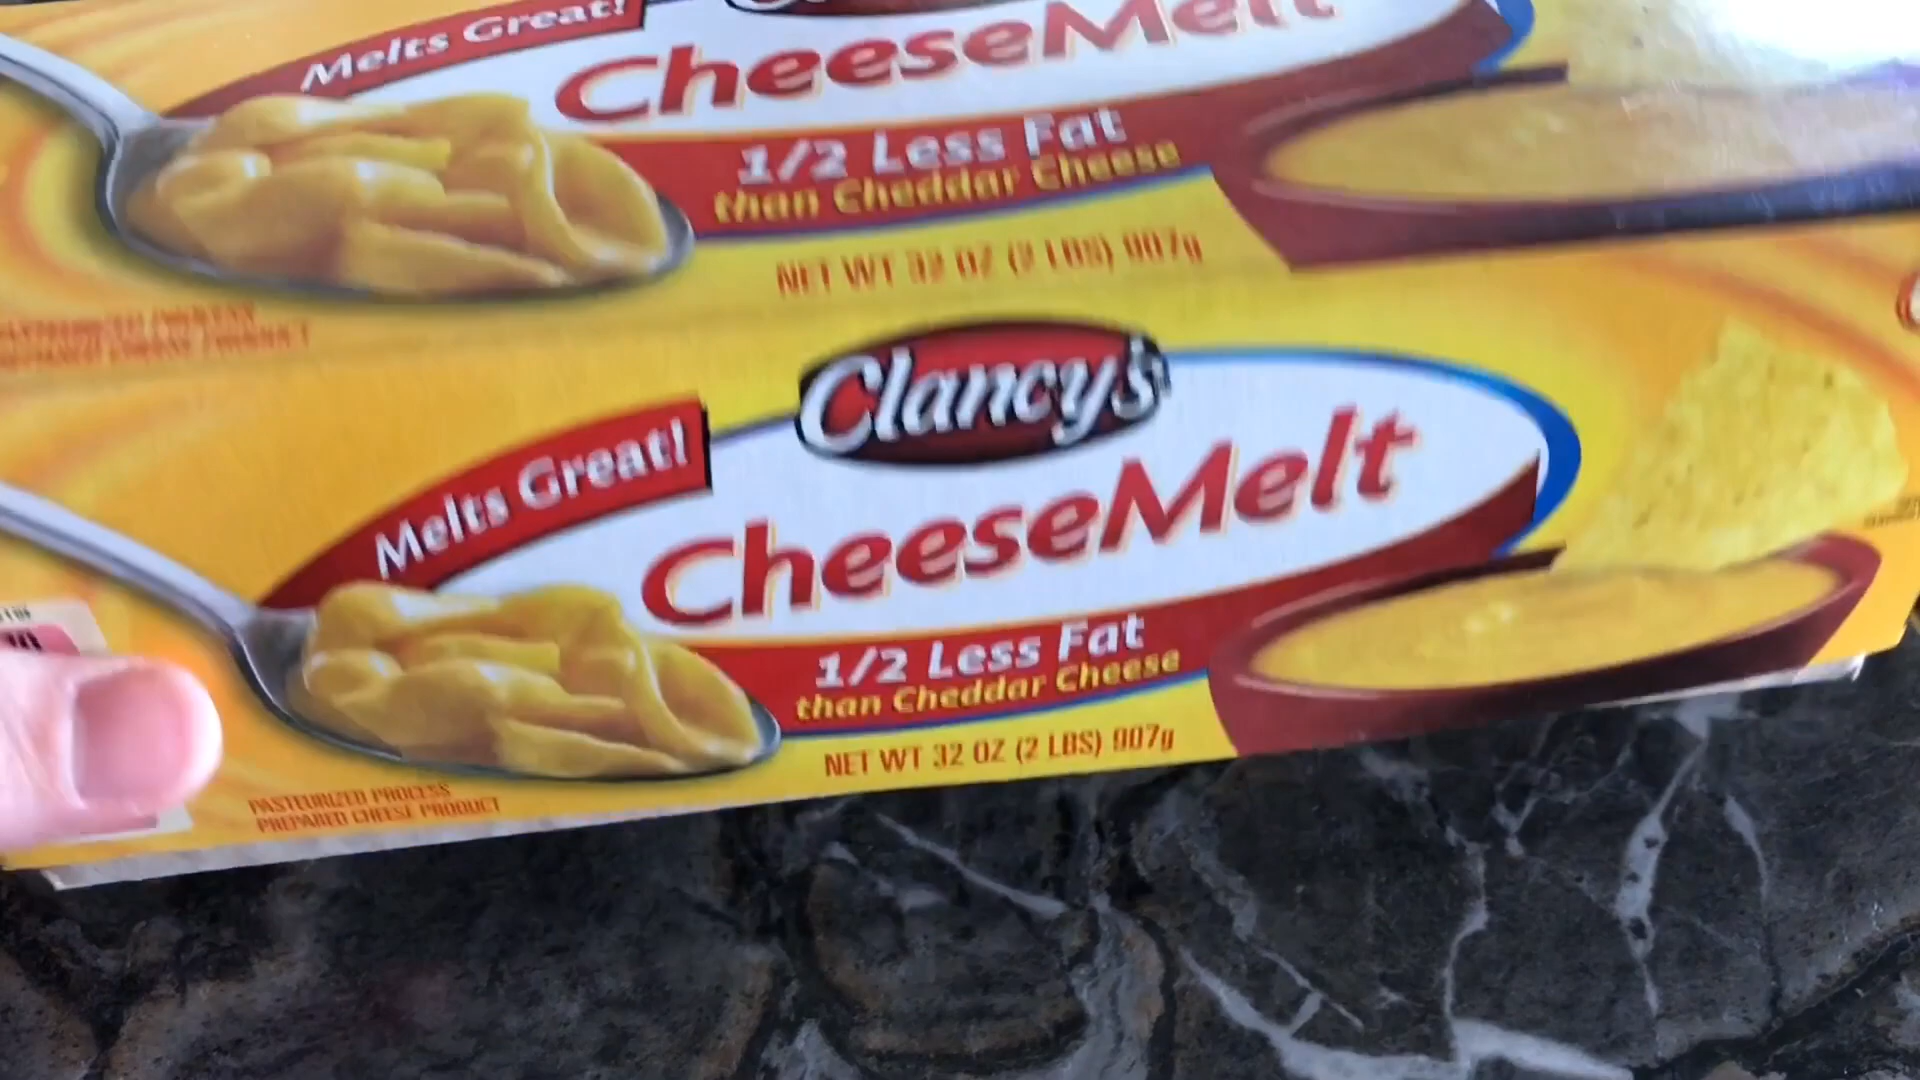 Melts Great!
CheeseMelt
1/2 Less Fat
than Cheddar Cheese
NET WT 32 OZ (2 LBS) 907g
Clancy's
Melts Great!
CheeseMelt
1/2 Less Fat
than Cheddar Cheese
NET WT 32 OZ (2 LBS) 907g
PASTEURIZED PROCESS
PREPARED CHEESE PRODUCT